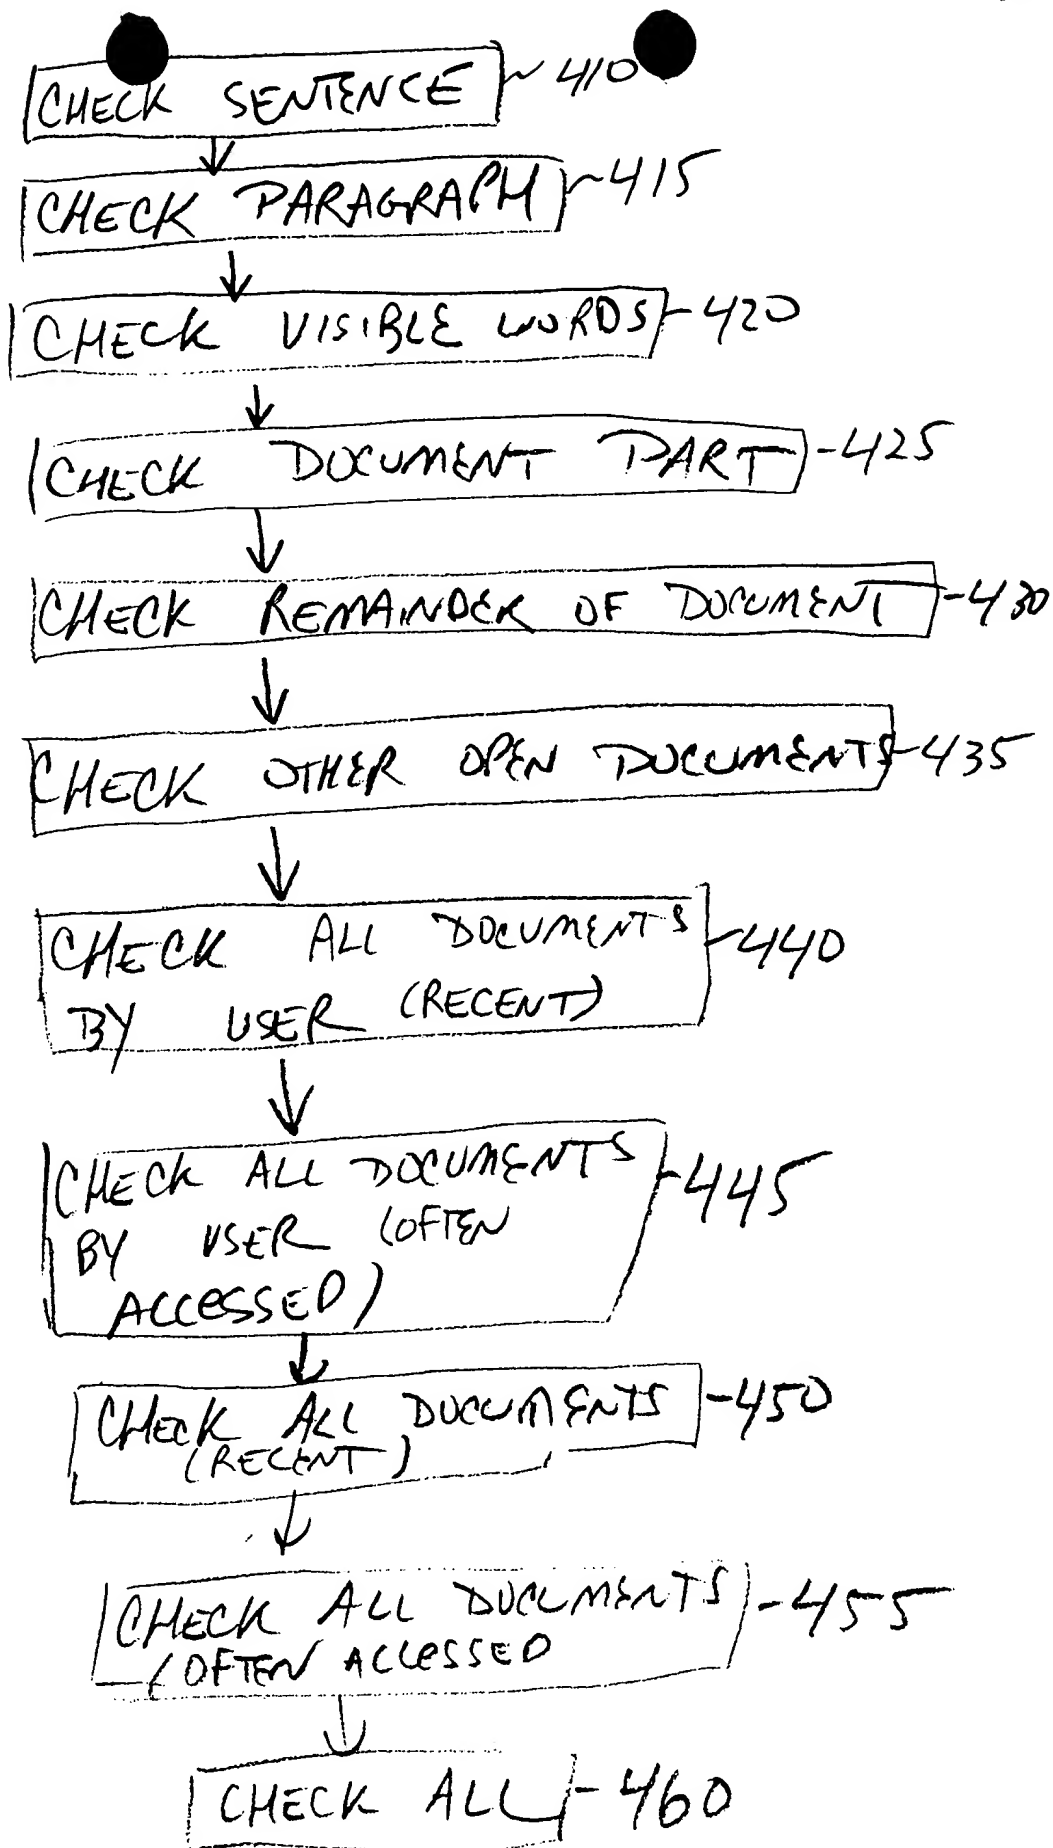 CHECK SENTENCE 410
CHECK PARAGRAPH 415
CHECK VISIBLE WORDS 420
CHECK DOCUMENT PART 425
CHECK REMAINDER OF DOCUMENT 430
CHECK OTHER OPEN DOCUMENTS 435
CHECK ALL DOCUMENTS 440
BY USER (RECENT)
CHECK ALL DOCUMENTS 445
BY USER (OFTEN
ACCESSED)
CHECK ALL DOCUMENTS 450
(RECENT)
CHECK ALL DOCUMENTS 455
(OFTEN ACCESSED
CHECK ALL 460